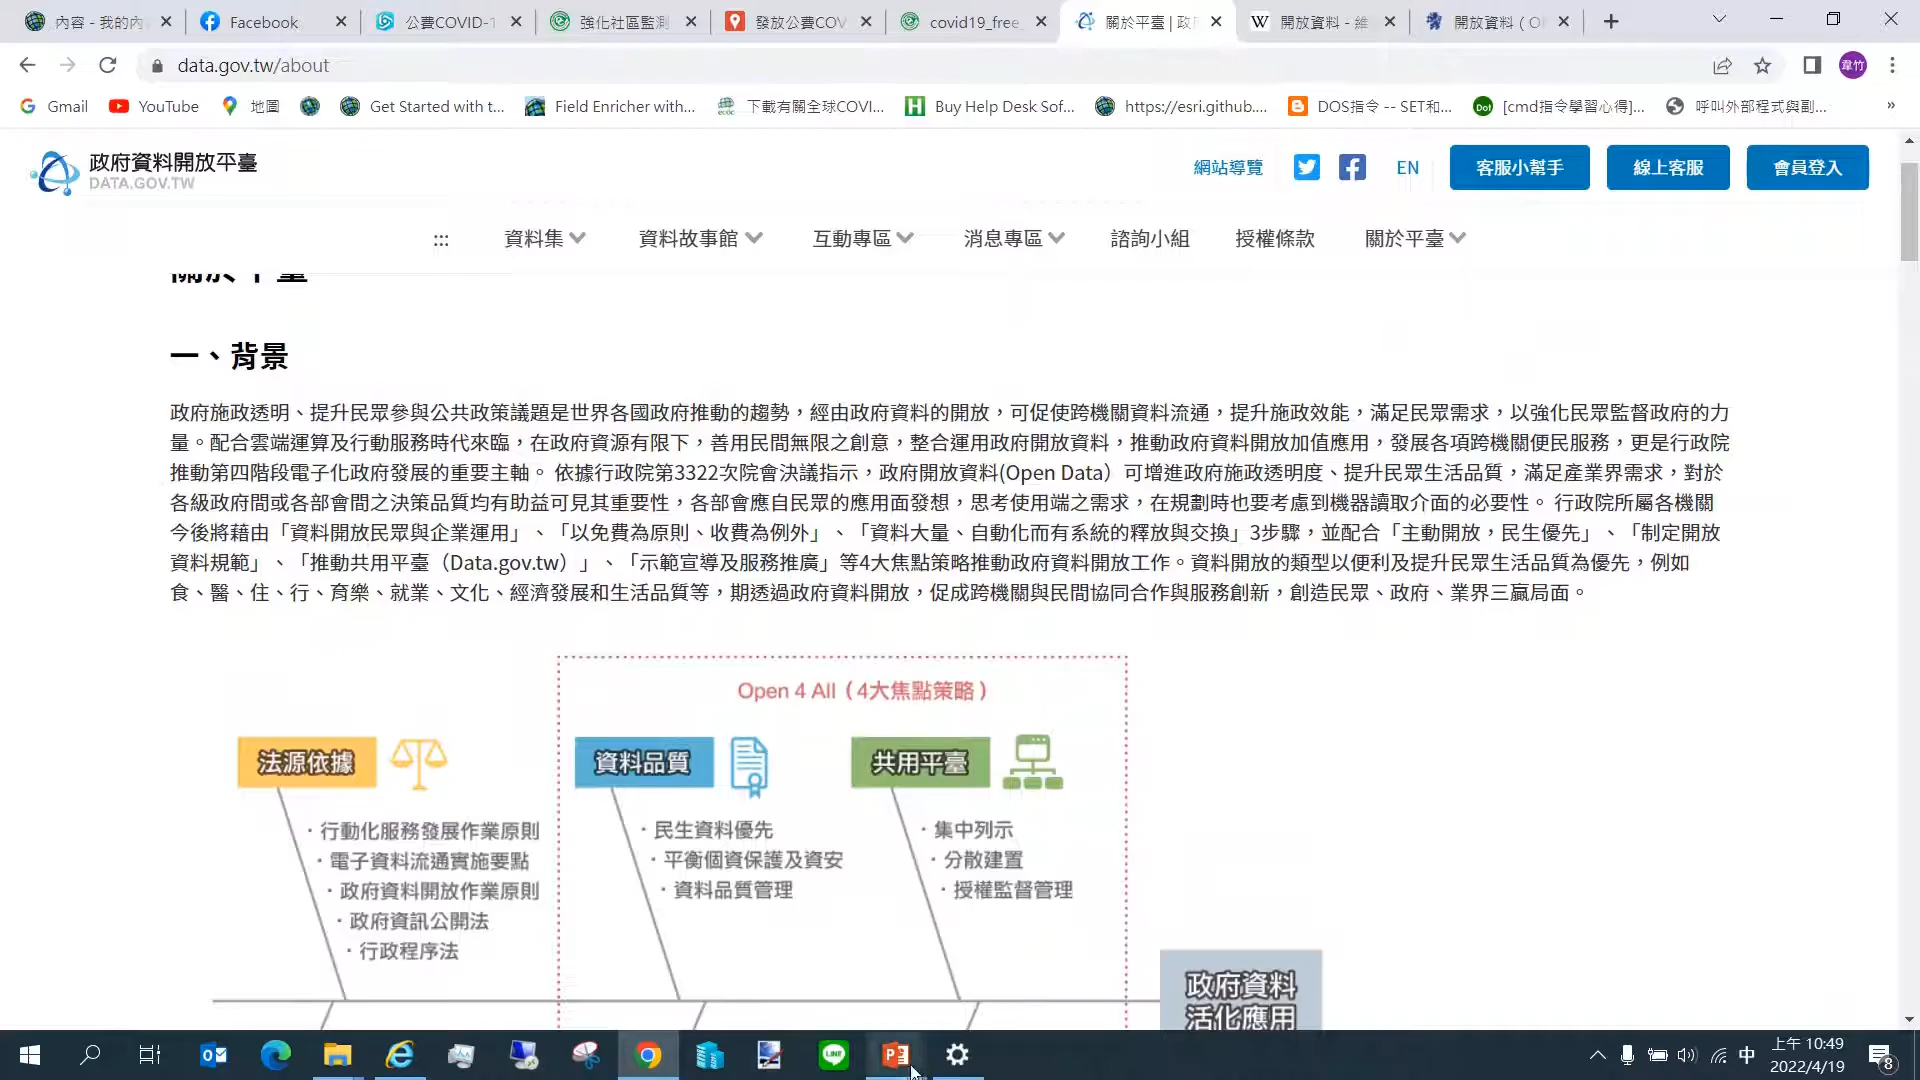 內容 - 我的內
Facebook
公費COVID-1
強化社區監測
發放公費COV
covid19_free_
關於平臺 | 政
開放資料 - 維
開放資料 ( O
data.gov.tw/about
韋竹
Gmail
YouTube
地圖
Get Started with t...
Field Enricher with...
下載有關全球COVI...
Buy Help Desk Sof...
https://esri.github....
DOS指令 -- SET和...
[cmd指令學習心得]...
呼叫外部程式與副...
»
政府資料開放平臺
DATA.GOV.TW
網站導覽
EN
客服小幫手
線上客服
會員登入
:::
資料集
資料故事館
互動專區
消息專區
諮詢小組
授權條款
關於平臺
關於平臺
一、背景
政府施政透明、提升民眾參與公共政策議題是世界各國政府推動的趨勢，經由政府資料的開放，可促使跨機關資料流通，提升施政效能，滿足民眾需求，以強化民眾監督政府的力
量。配合雲端運算及行動服務時代來臨，在政府資源有限下，善用民間無限之創意，整合運用政府開放資料，推動政府資料開放加值應用，發展各項跨機關便民服務，更是行政院
推動第四階段電子化政府發展的重要主軸。 依據行政院第3322次院會決議指示，政府開放資料(Open Data）可增進政府施政透明度、提升民眾生活品質，滿足產業界需求，對於
各級政府間或各部會間之決策品質均有助益可見其重要性，各部會應自民眾的應用面發想，思考使用端之需求，在規劃時也要考慮到機器讀取介面的必要性。 行政院所屬各機關
今後將藉由「資料開放民眾與企業運用」、「以免費為原則、收費為例外」、「資料大量、自動化而有系統的釋放與交換」3步驟，並配合「主動開放，民生優先」、「制定開放
資料規範」、「推動共用平臺（Data.gov.tw）」、「示範宣導及服務推廣」等4大焦點策略推動政府資料開放工作。資料開放的類型以便利及提升民眾生活品質為優先，例如
食、醫、住、行、育樂、就業、文化、經濟發展和生活品質等，期透過政府資料開放，促成跨機關與民間協同合作與服務創新，創造民眾、政府、業界三贏局面。
Open 4 All（4大焦點策略）
法源依據
・行動化服務發展作業原則
・電子資料流通實施要點
・政府資料開放作業原則
・政府資訊公開法
・行政程序法
資料品質
・民生資料優先
・平衡個資保護及資安
・資料品質管理
共用平臺
・集中列示
・分散建置
・授權監督管理
政府資料
活化應用
中
上午 10:49
2022/4/19
8